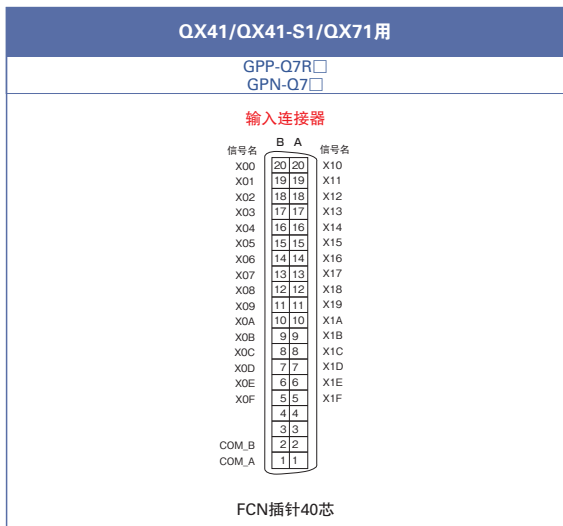 QX41/QX41-S1/QX71用
GPP-Q7R□
GPN-Q7□
输入连接器
信号名 B A 信号名
X00 20 20 X10
X01 19 19 X11
X02 18 18 X12
X03 17 17 X13
X04 16 16 X14
X05 15 15 X15
X06 14 14 X16
X07 13 13 X17
X08 12 12 X18
X09 11 11 X19
X0A 10 10 X1A
X0B 9 9 X1B
X0C 8 8 X1C
X0D 7 7 X1D
X0E 6 6 X1E
X0F 5 5 X1F
4 4
3 3
COM_B 2 2
COM_A 1 1
FCN插针40芯